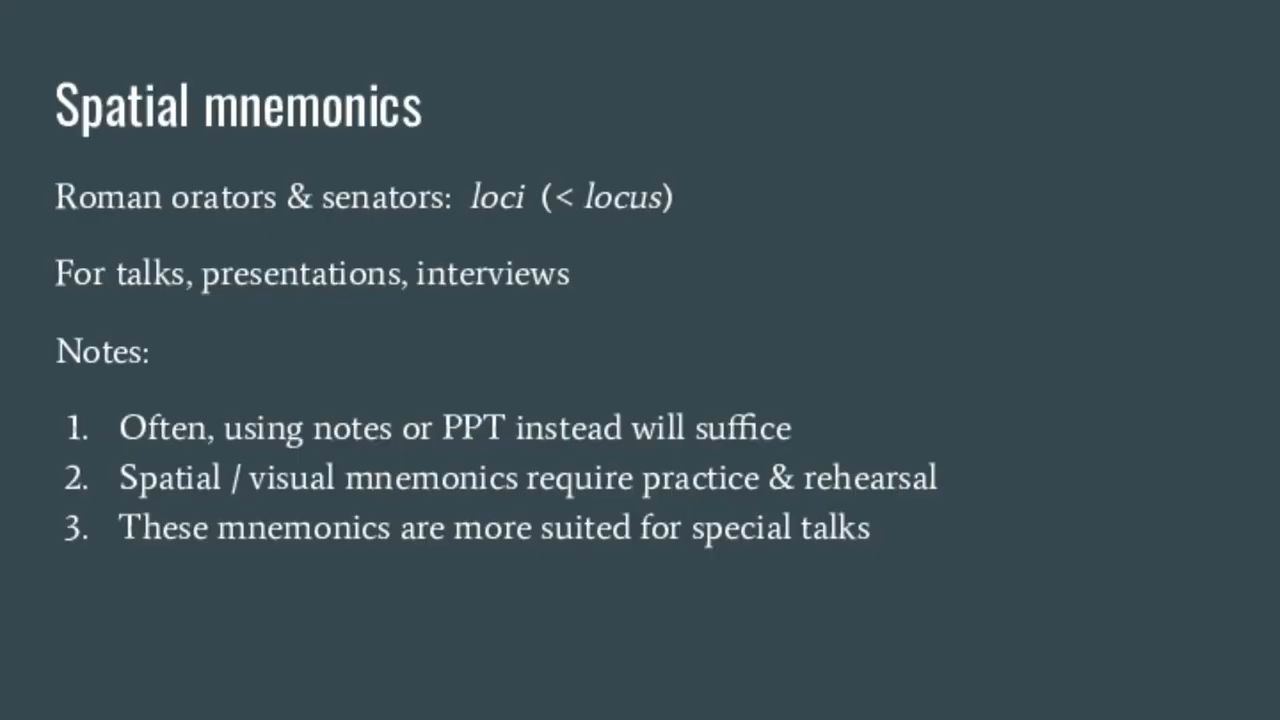 Spatial mnemonics
Roman orators & senators: loci (< locus)
For talks, presentations, interviews
Notes:
1. Often, using notes or PPT instead will suffice
2. Spatial / visual mnemonics require practice & rehearsal
3. These mnemonics are more suited for special talks